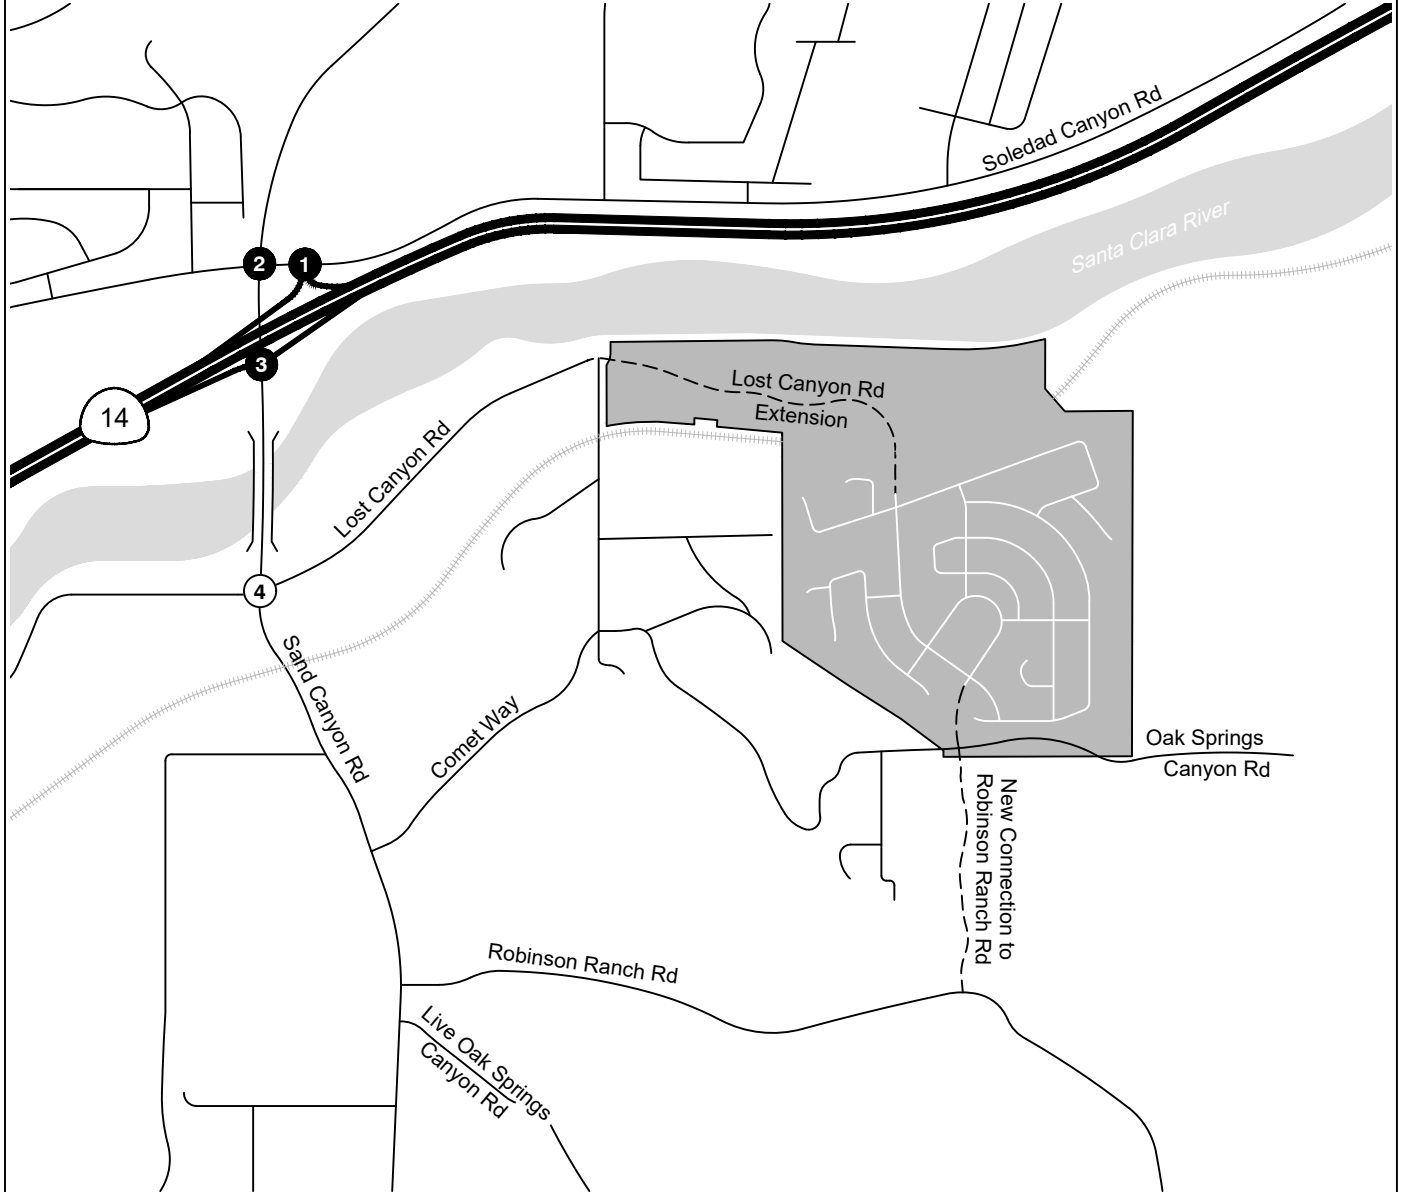 Soledad Canyon Rd
Santa Clara River
2
1
3
14
Lost Canyon Rd
Extension
Lost Canyon Rd
4
Sand Canyon Rd
Comet Way
Oak Springs
Canyon Rd
New Connection to
Robinson Ranch Rd
Robinson Ranch Rd
Live Oak Springs
Canyon Rd